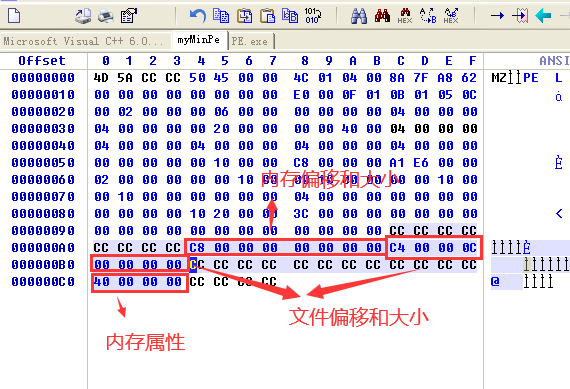 Microsoft Visual C++ 6.0... myMinPe PE.exe
Offset 0 1 2 3 4 5 6 7 8 9 A B C D E F ANSI
00000000 4D 5A CC CC 50 45 00 00 4C 01 04 00 8A 7F A8 62 MZÌÌPE L
00000010 00 00 00 00 00 00 00 00 E0 00 0F 01 0B 01 05 0C à
00000020 00 02 00 00 00 06 00 00 00 00 00 00 04 00 00 00
00000030 04 00 00 00 00 20 00 00 00 00 40 00 04 00 00 00
00000040 04 00 00 00 04 00 00 00 04 00 00 00 04 00 00 00
00000050 00 00 00 00 00 10 00 00 C8 00 00 00 A1 E6 00 00 È
00000060 02 00 00 00 00 00 10 00 00 10 00 00 00 00 10 00
内存偏移和大小
00000070 00 10 00 00 00 00 00 00 04 00 00 00 00 00 00 00
00000080 00 00 00 00 10 20 00 00 3C 00 00 00 00 00 00 00 <
00000090 00 00 00 00 00 00 00 00 00 00 00 00 CC CC CC CC
000000A0 CC CC CC CC C8 00 00 00 00 00 00 00 C4 00 00 0C ÌÌÌÌÈ
000000B0 00 00 00 00 CC CC CC CC CC CC CC CC CC CC CC CC ÌÌÌÌÌÌ
000000C0 40 00 00 00 CC CC CC CC @ ÌÌÌÌ
文件偏移和大小
内存属性